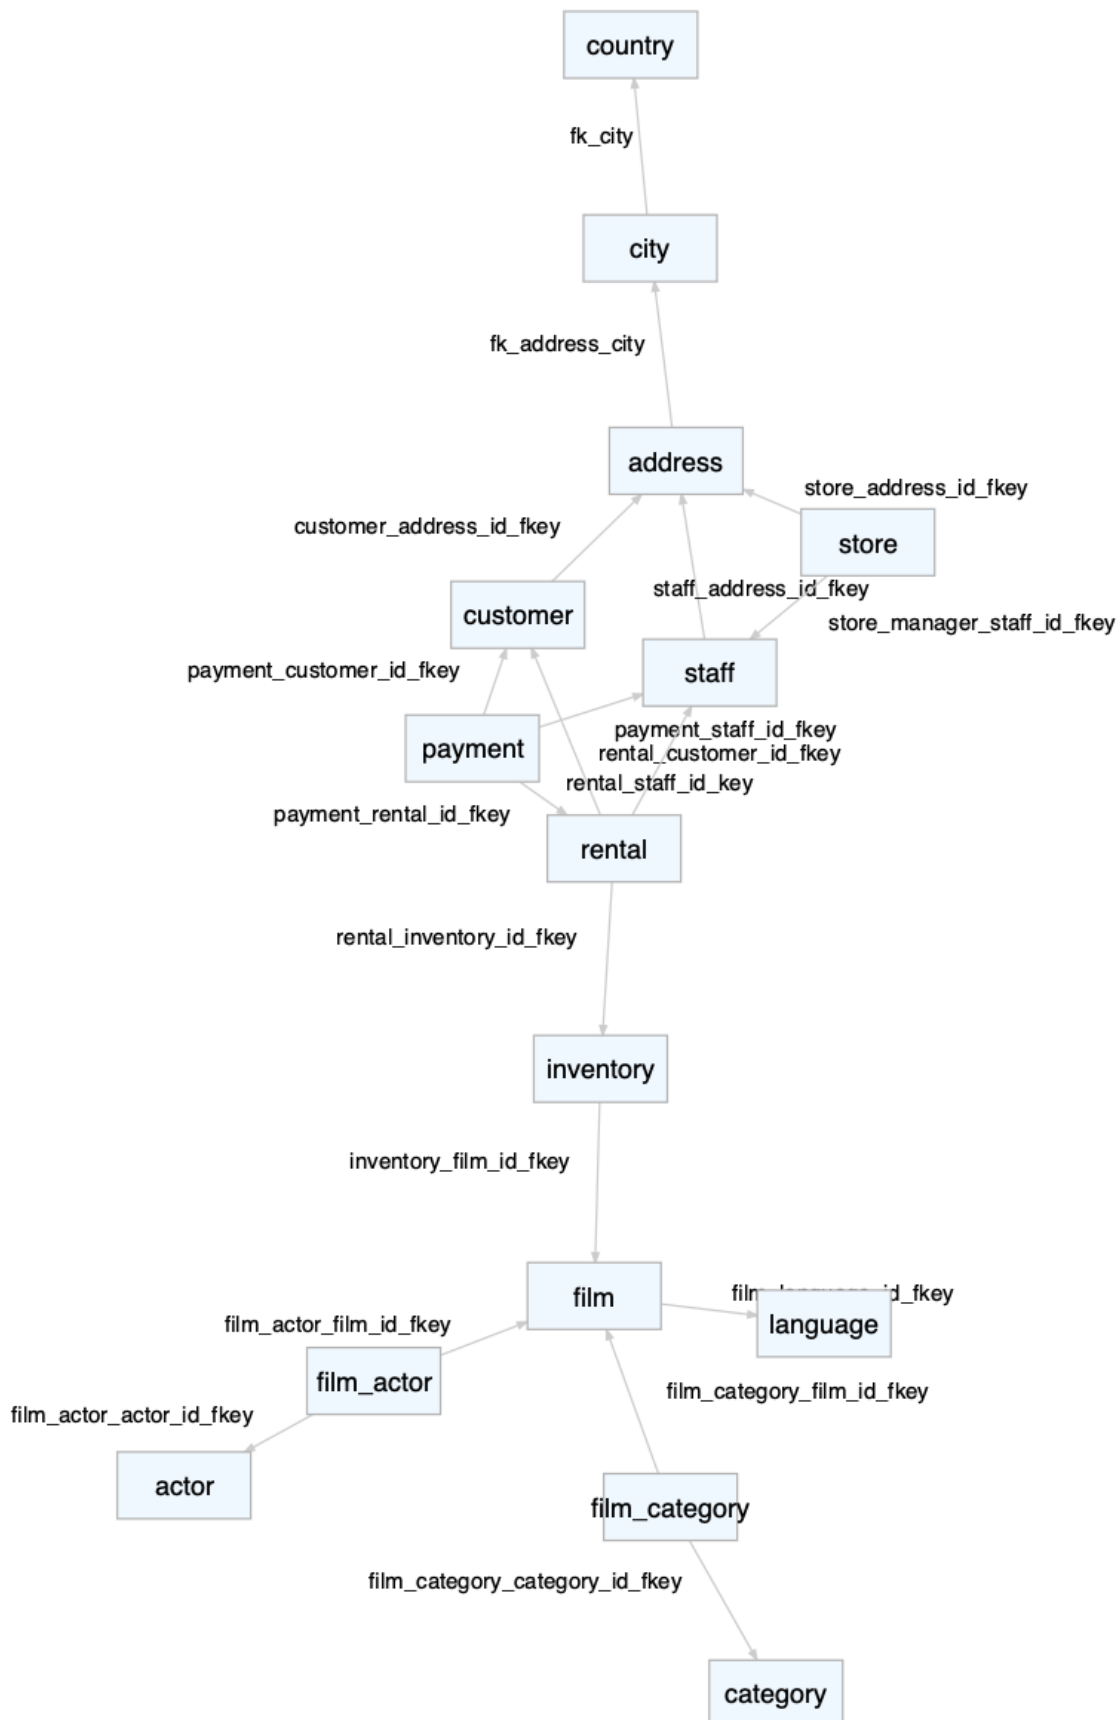 country
fk_city
city
fk_address_city
address
store_address_id_fkey
customer_address_id_fkey
store
staff_address_id_fkey
customer
store_manager_staff_id_fkey
payment_customer_id_fkey
staff
payment_staff_id_fkey
payment
rental_customer_id_fkey
rental_staff_id_key
payment_rental_id_fkey
rental
rental_inventory_id_fkey
inventory
inventory_film_id_fkey
film
film_language_id_fkey
language
film_actor_film_id_fkey
film_actor
film_category_film_id_fkey
film_actor_actor_id_fkey
actor
film_category
film_category_category_id_fkey
category